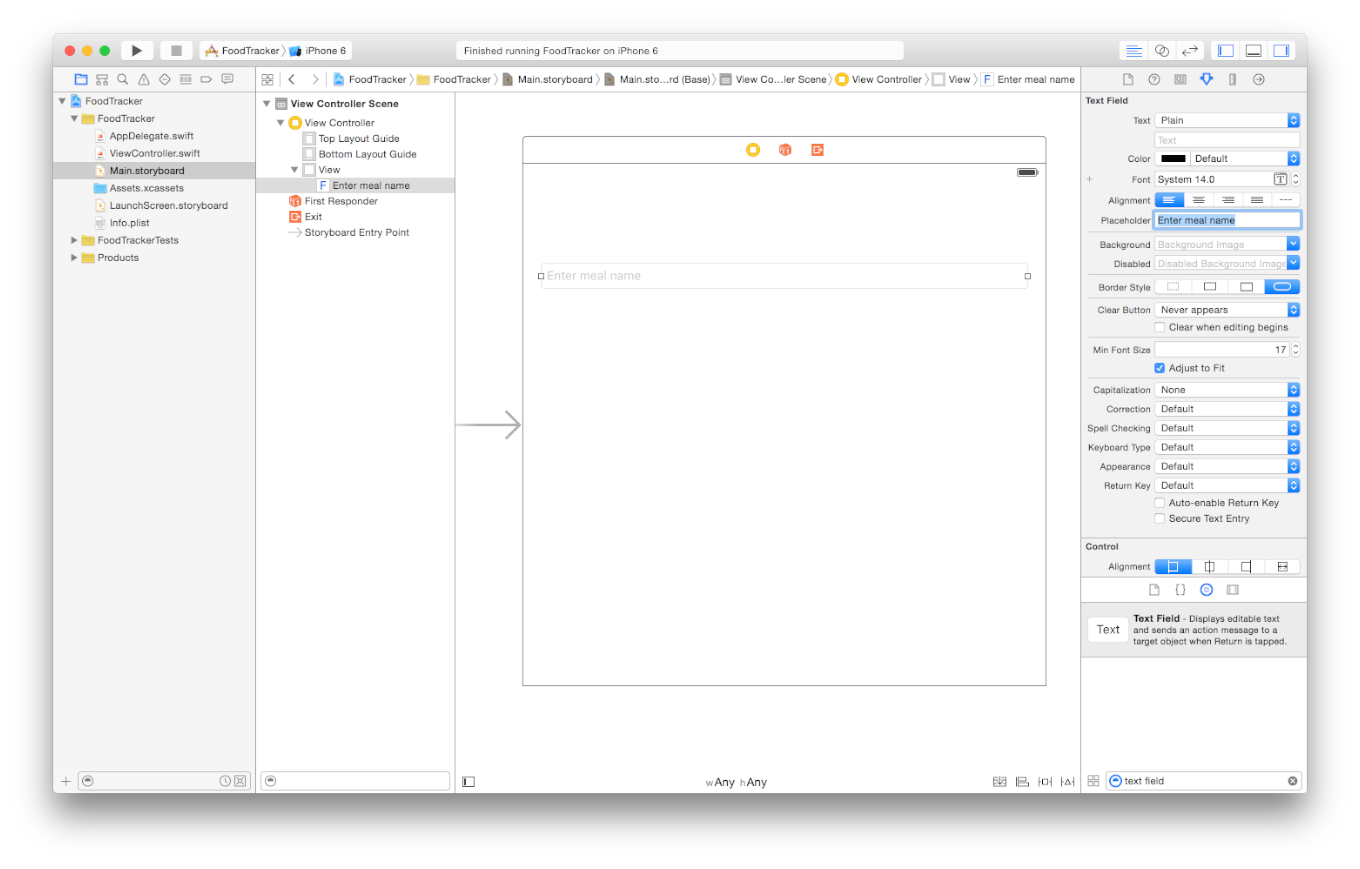 FoodTracker iPhone 6
Finished running FoodTracker on iPhone 6
FoodTracker FoodTracker Main.storyboard Main.sto...rd (Base) View Co...ler Scene View Controller View F Enter meal name
FoodTracker
FoodTracker
AppDelegate.swift
ViewController.swift
Main.storyboard
Assets.xcassets
LaunchScreen.storyboard
Info.plist
FoodTrackerTests
Products
View Controller Scene
View Controller
Top Layout Guide
Bottom Layout Guide
View
F Enter meal name
First Responder
Exit
Storyboard Entry Point
Enter meal name
wAny hAny
Text Field
Text Plain
Text
Color Default
Font System 14.0
Alignment
Placeholder Enter meal name
Background Background Image
Disabled Disabled Background Image
Border Style
Clear Button Never appears
Clear when editing begins
Min Font Size 17
Adjust to Fit
Capitalization None
Correction Default
Spell Checking Default
Keyboard Type Default
Appearance Default
Return Key Default
Auto-enable Return Key
Secure Text Entry
Control
Alignment
Text
Text Field - Displays editable text
and sends an action message to a
target object when Return is tapped.
text field